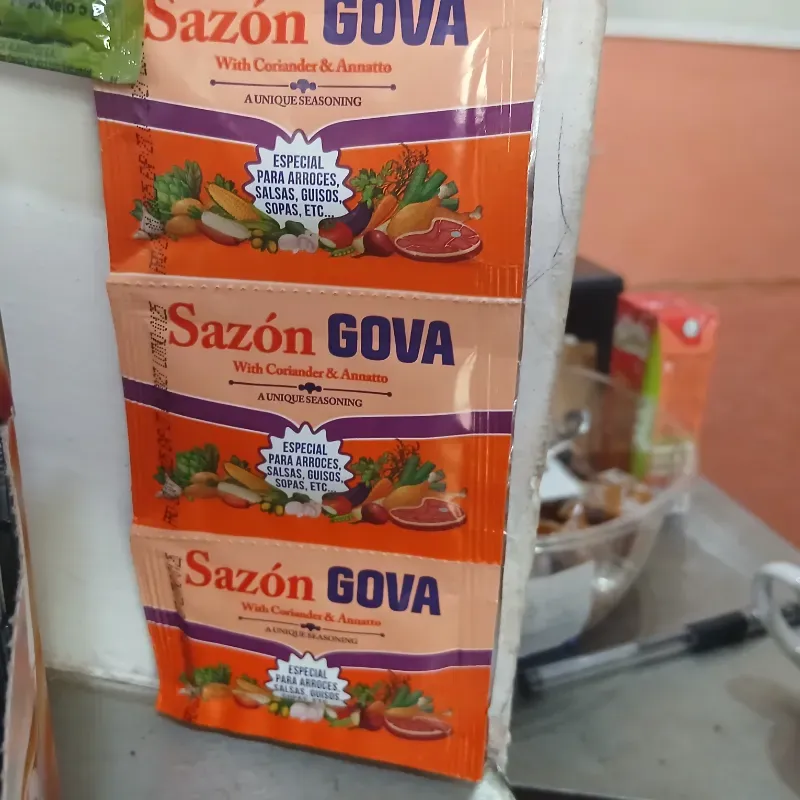 Sazón GOVA
With Coriander & Annatto
A UNIQUE SEASONING
ESPECIAL
PARA ARROCES,
SALSAS, GUISOS,
SOPAS, ETC...
Sazón GOVA
With Coriander & Annatto
A UNIQUE SEASONING
ESPECIAL
PARA ARROCES,
SALSAS, GUISOS,
SOPAS, ETC...
Sazón GOVA
With Coriander & Annatto
A UNIQUE SEASONING
ESPECIAL
PARA ARROCES,
SALSAS, GUISOS